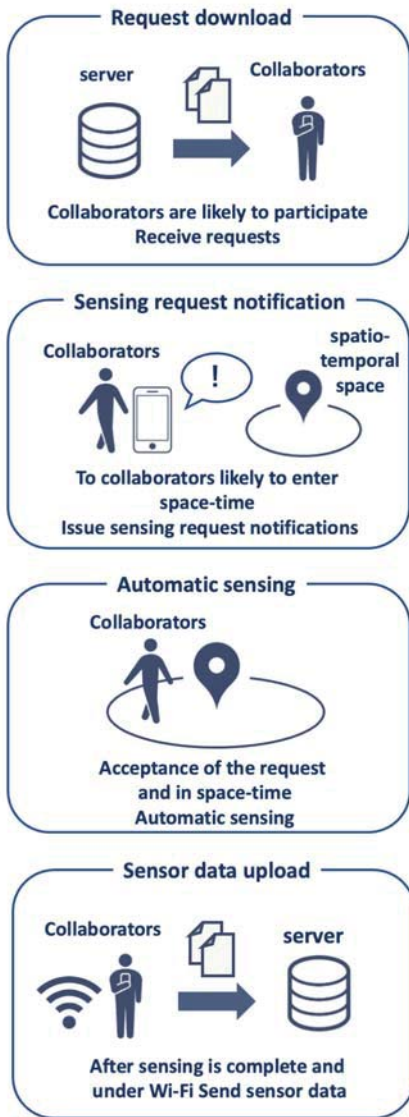 Request download
server
Collaborators
Collaborators are likely to participate
Receive requests
Sensing request notification
Collaborators
!
spatio-
temporal
space
To collaborators likely to enter
space-time
Issue sensing request notifications
Automatic sensing
Collaborators
Acceptance of the request
and in space-time
Automatic sensing
Sensor data upload
Collaborators
server
After sensing is complete and
under Wi-Fi Send sensor data